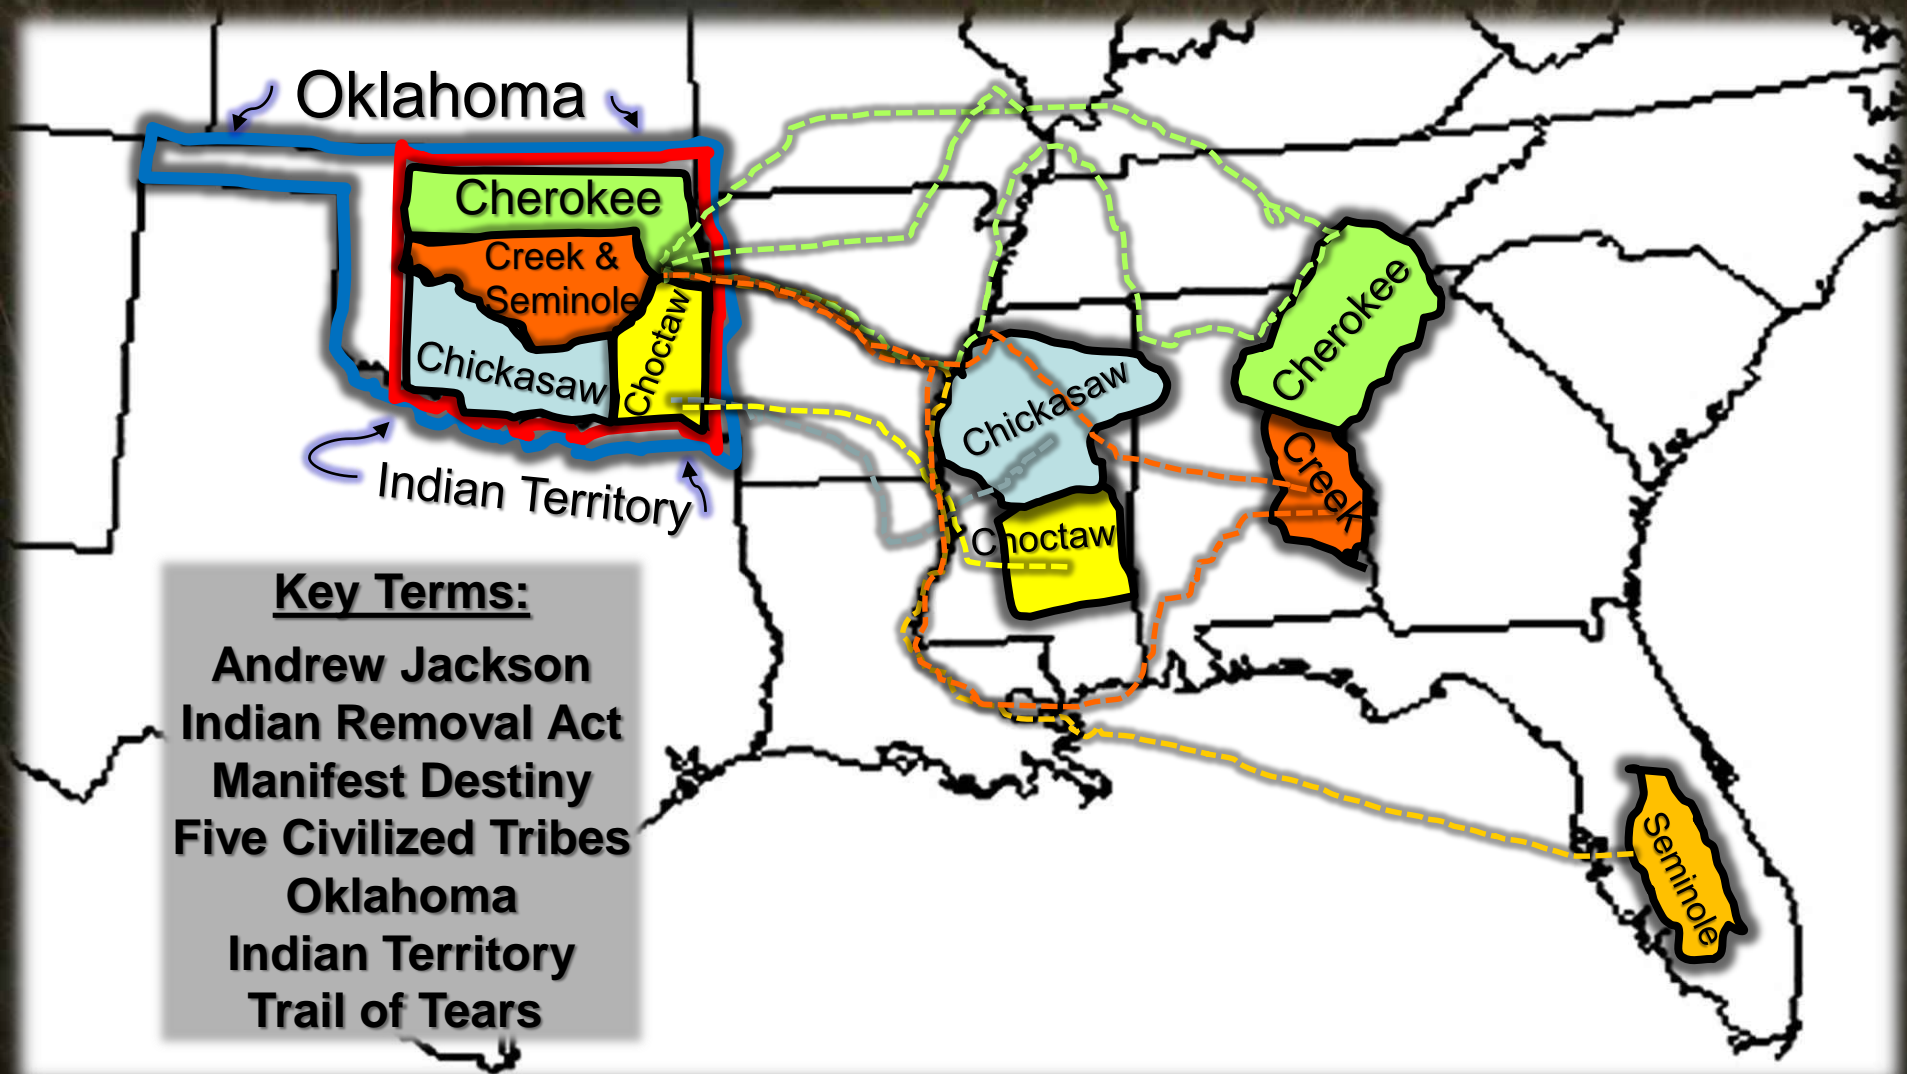 Oklahoma
Cherokee
Creek &
Seminole
Chickasaw
Choctaw
Indian Territory
Cherokee
Chickasaw
Creek
Choctaw
Seminole
Key Terms:
Andrew Jackson
Indian Removal Act
Manifest Destiny
Five Civilized Tribes
Oklahoma
Indian Territory
Trail of Tears